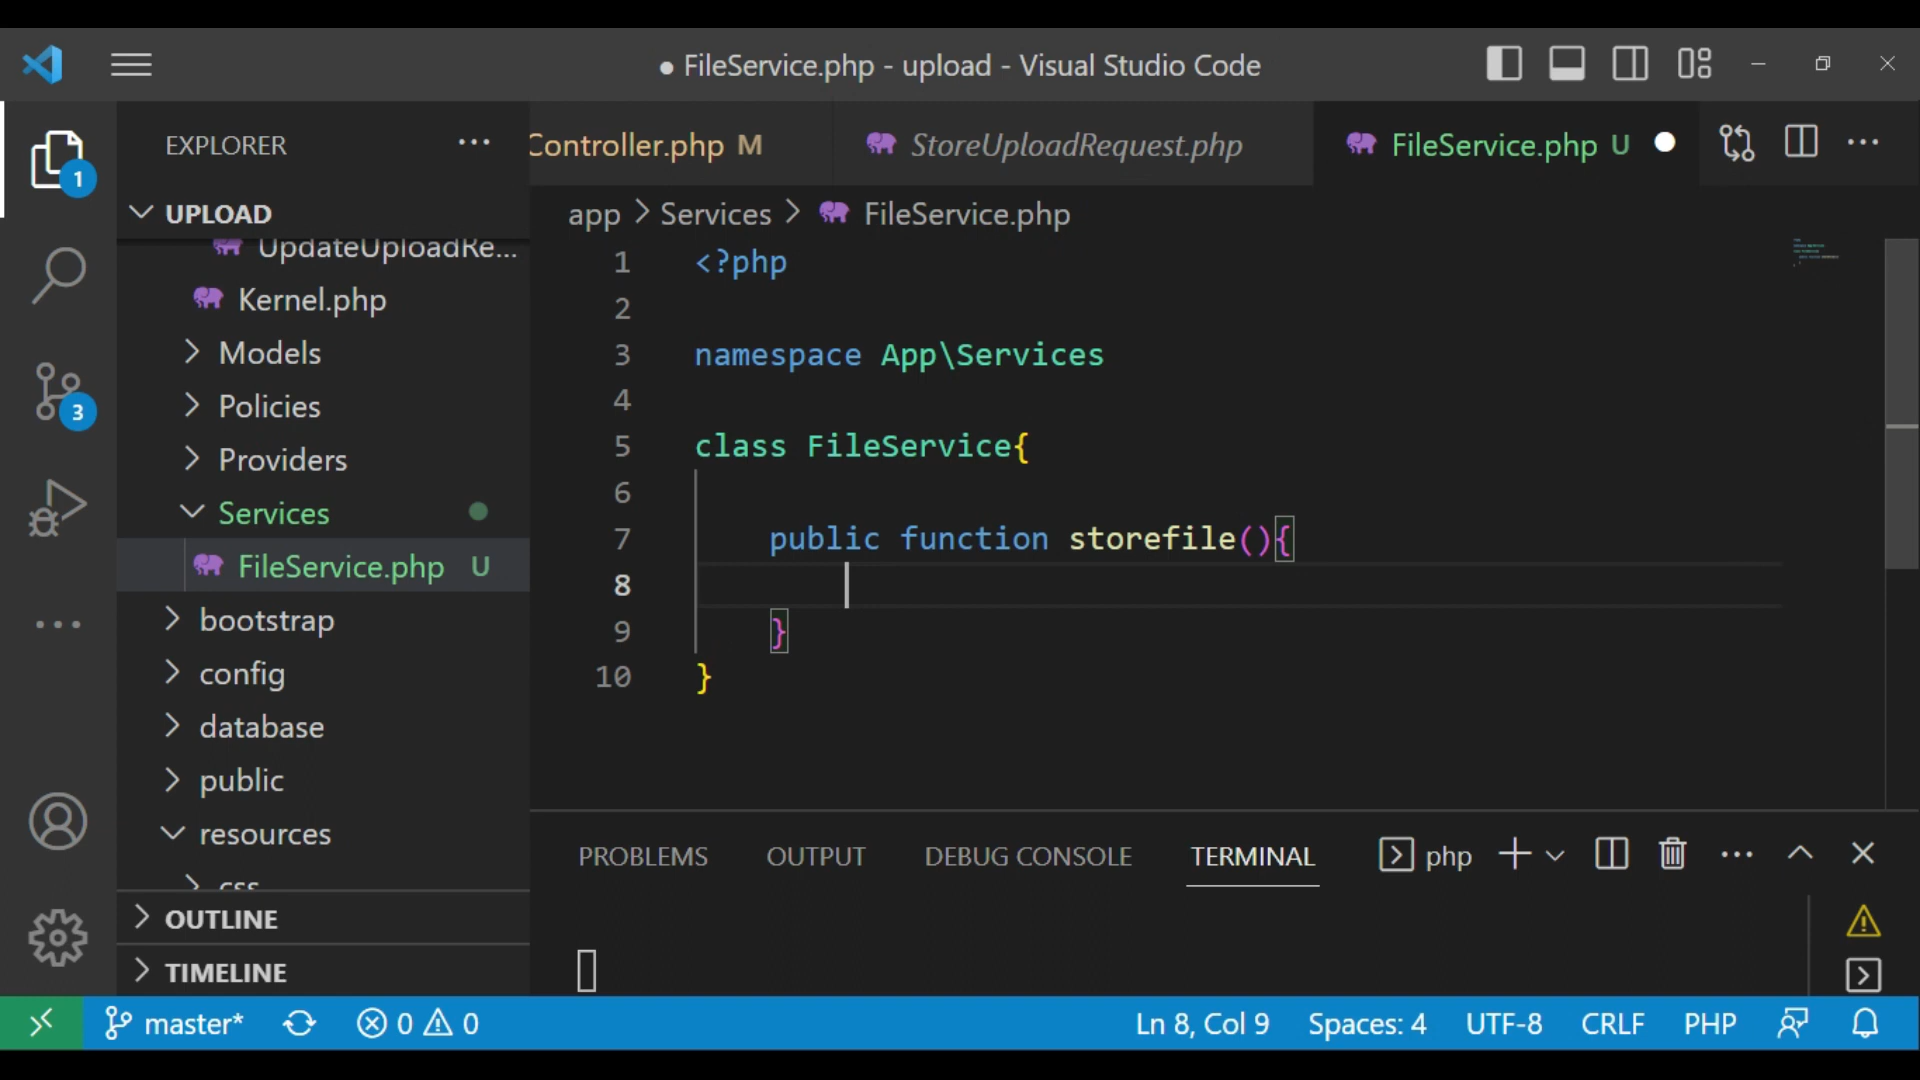 ● FileService.php - upload - Visual Studio Code
EXPLORER
Controller.php M
StoreUploadRequest.php
FileService.php U
1
UPLOAD
app > Services > FileService.php
UpdateUploadRe...
Kernel.php
Models
Policies
Providers
Services
FileService.php U
bootstrap
config
database
public
resources
css
OUTLINE
TIMELINE
3
1 <?php
2
3 namespace App\Services
4
5 class FileService{
6
7 public function storefile(){
8
9 }
10 }
PROBLEMS OUTPUT DEBUG CONSOLE TERMINAL php
master* 0 0 Ln 8, Col 9 Spaces: 4 UTF-8 CRLF PHP